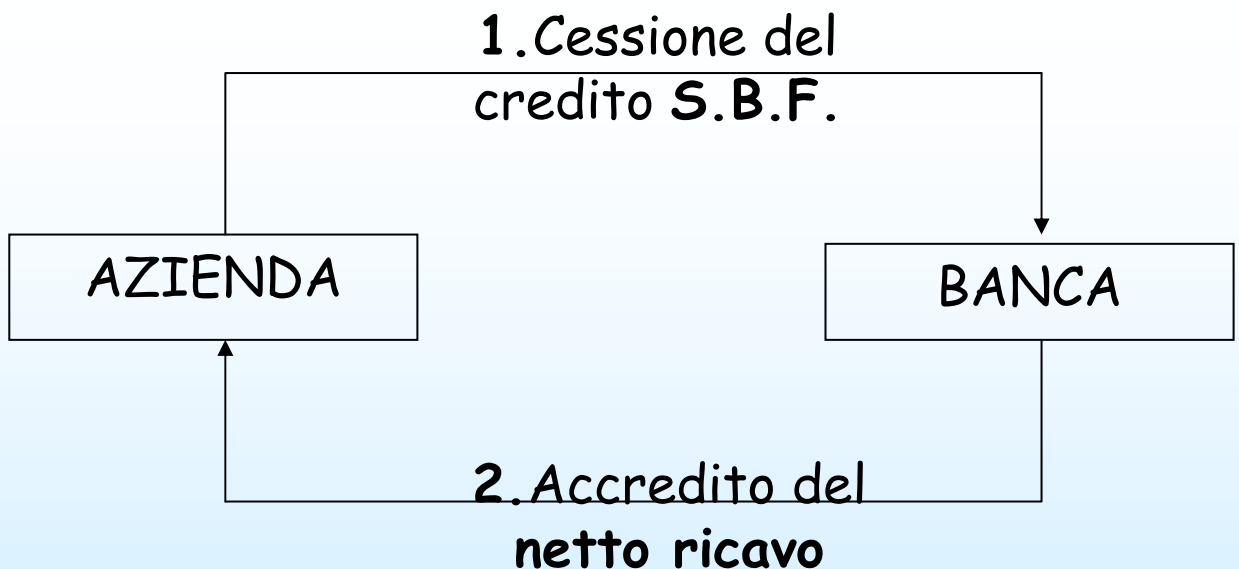 1.Cessione del
credito S.B.F.
AZIENDA
BANCA
2.Accredito del
netto ricavo